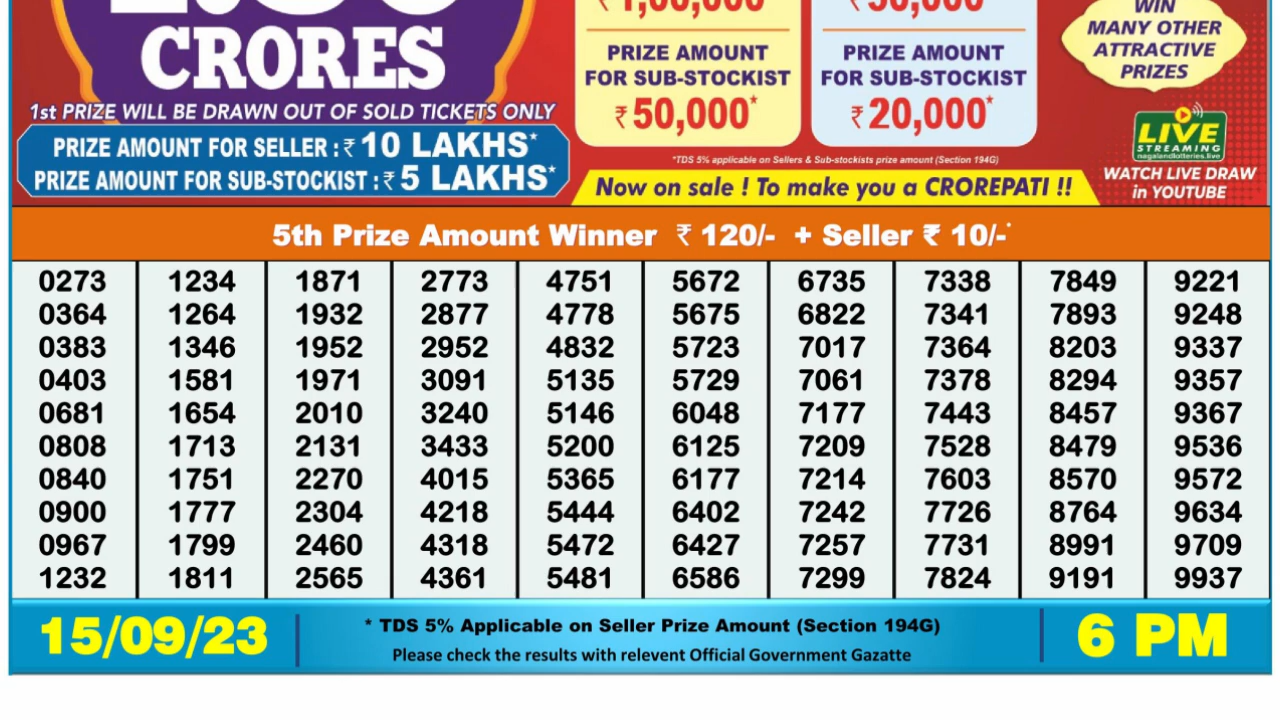 CRORES
1st PRIZE WILL BE DRAWN OUT OF SOLD TICKETS ONLY
PRIZE AMOUNT FOR SELLER : ₹ 10 LAKHS*
PRIZE AMOUNT FOR SUB-STOCKIST : ₹ 5 LAKHS*
PRIZE AMOUNT
FOR SUB-STOCKIST
₹ 50,000*
PRIZE AMOUNT
FOR SUB-STOCKIST
₹ 20,000*
*TDS 5% applicable on Sellers & Sub-stockists prize amount (Section 194G)
Now on sale ! To make you a CROREPATI !!
WIN
MANY OTHER
ATTRACTIVE
PRIZES
LIVE
STREAMING
nagalandlotteries.live
WATCH LIVE DRAW
in YOUTUBE
5th Prize Amount Winner ₹ 120/- + Seller ₹ 10/-*
0273 1234 1871 2773 4751 5672 6735 7338 7849 9221
0364 1264 1932 2877 4778 5675 6822 7341 7893 9248
0383 1346 1952 2952 4832 5723 7017 7364 8203 9337
0403 1581 1971 3091 5135 5729 7061 7378 8294 9357
0681 1654 2010 3240 5146 6048 7177 7443 8457 9367
0808 1713 2131 3433 5200 6125 7209 7528 8479 9536
0840 1751 2270 4015 5365 6177 7214 7603 8570 9572
0900 1777 2304 4218 5444 6402 7242 7726 8764 9634
0967 1799 2460 4318 5472 6427 7257 7731 8991 9709
1232 1811 2565 4361 5481 6586 7299 7824 9191 9937
15/09/23
* TDS 5% Applicable on Seller Prize Amount (Section 194G)
Please check the results with relevent Official Government Gazatte
6 PM